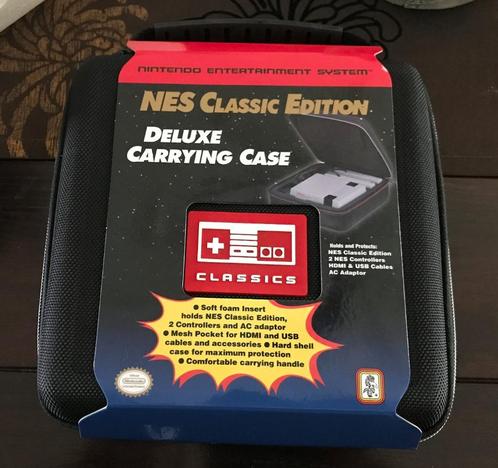 NINTENDO ENTERTAINMENT SYSTEM™
NES CLASSIC EDITION
DELUXE
CARRYING CASE
Holds and Protects:
NES Classic Edition
2 NES Controllers
HDMI & USB Cables
AC Adaptor
CLASSICS
● Soft foam Insert
holds NES Classic Edition,
2 Controllers and AC adaptor
● Mesh Pocket for HDMI and USB
cables and accessories ● Hard shell
case for maximum protection
● Comfortable carrying handle
Nintendo